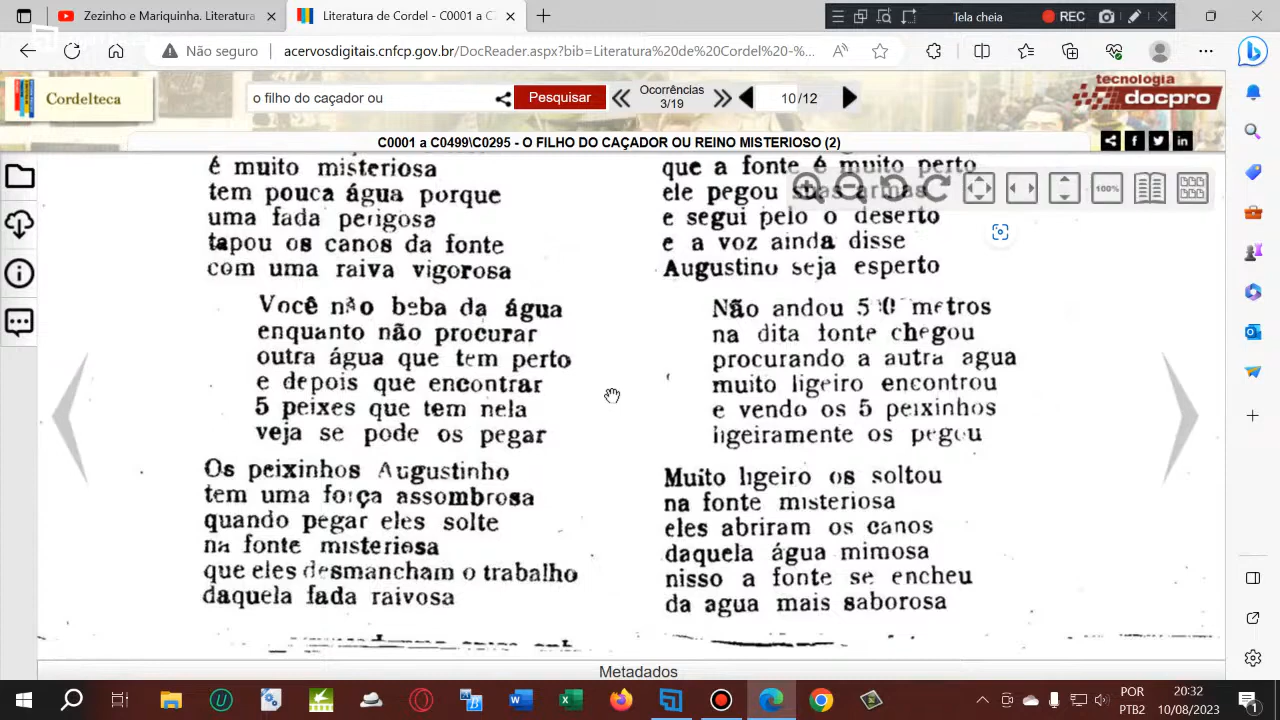 Zezinho e Mariquinha Literatura
Literatura de Cordel - C0001 a C
Tela cheia
REC
Não seguro
acervosdigitais.cnfcp.gov.br/DocReader.aspx?bib=Literatura%20de%20Cordel%20-%...
Cordelteca
o filho do caçador ou
Pesquisar
Ocorrências
3/19
10/12
tecnologia
docpro
C0001 a C0499\C0295 - O FILHO DO CAÇADOR OU REINO MISTERIOSO (2)
100%
é muito misteriosa
tem pouca água porque
uma fada perigosa
tapou os canos da fonte
com uma raiva vigorosa
Você não beba da água
enquanto não procurar
outra água que tem perto
e depois que encontrar
5 peixes que tem nela
veja se pode os pegar
Os peixinhos Augustinho
tem uma força assombrosa
quando pegar eles solte
na fonte misteriosa
que eles desmancham o trabalho
daquela fada raivosa
que a fonte é muito perto
ele pegou suas armas
e segui pelo o deserto
e a voz ainda disse
Augustino seja esperto
Não andou metros
na dita fonte chegou
procurando a autra agua
muito ligeiro encontrou
e vendo os 5 peixinhos
ligeiramente os pegou
Muito ligeiro os soltou
na fonte misteriosa
eles abriram os canos
daquela água mimosa
nisso a fonte se encheu
da agua mais saborosa
Metadados
POR
PTB2
20:32
10/08/2023